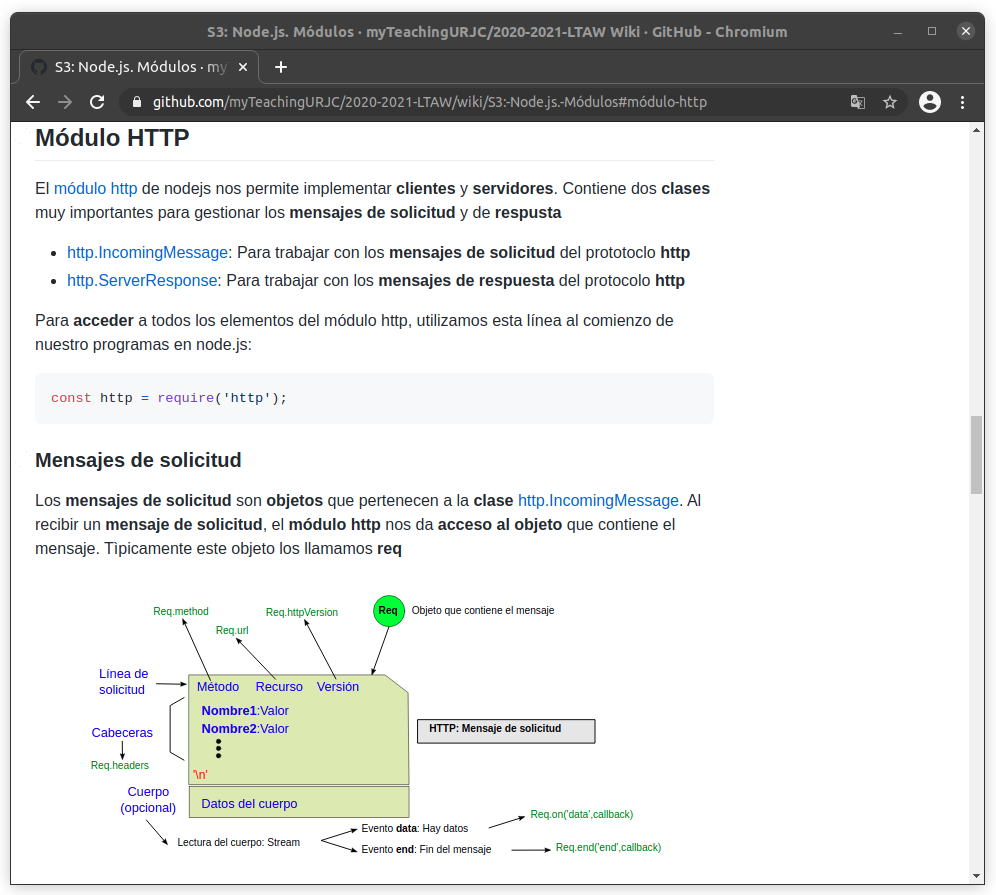 S3: Node.js. Módulos · myTeachingURJC/2020-2021-LTAW Wiki · GitHub - Chromium
S3: Node.js. Módulos · my
github.com/myTeachingURJC/2020-2021-LTAW/wiki/S3:-Node.js.-Módulos#módulo-http
Módulo HTTP
El módulo http de nodejs nos permite implementar clientes y servidores. Contiene dos clases
muy importantes para gestionar los mensajes de solicitud y de respusta
• http.IncomingMessage: Para trabajar con los mensajes de solicitud del prototoclo http
• http.ServerResponse: Para trabajar con los mensajes de respuesta del protocolo http
Para acceder a todos los elementos del módulo http, utilizamos esta línea al comienzo de
nuestro programas en node.js:
const http = require('http');
Mensajes de solicitud
Los mensajes de solicitud son objetos que pertenecen a la clase http.IncomingMessage. Al
recibir un mensaje de solicitud, el módulo http nos da acceso al objeto que contiene el
mensaje. Tìpicamente este objeto los llamamos req
Req.method
Req.httpVersion
Req
Objeto que contiene el mensaje
Req.url
Línea de
solicitud
Método Recurso Versión
Nombre1:Valor
Nombre2:Valor
HTTP: Mensaje de solicitud
Cabeceras
Req.headers
'\n'
Cuerpo
(opcional)
Datos del cuerpo
Req.on('data',callback)
Evento data: Hay datos
Lectura del cuerpo: Stream
Evento end: Fin del mensaje
Req.end('end',callback)